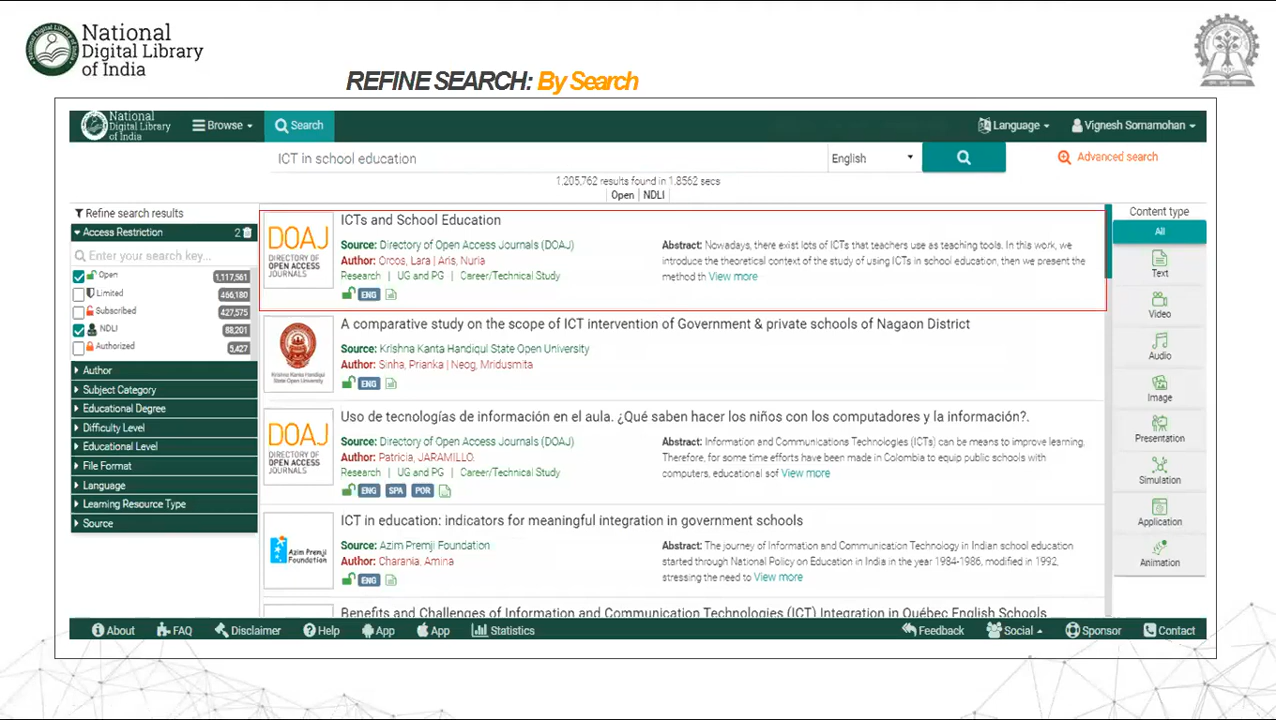 National
Digital Library
of India
REFINE SEARCH: By Search
National
Digital Library
of India
Browse
Search
Language
Vignesh Sornamohan
ICT in school education
English
Advanced search
1,205,762 results found in 1.8562 secs
Open | NDLI
Refine search results
Access Restriction 2
Enter your search key...
Open 1,117,561
Limited 466,180
Subscribed 427,575
NDLI 88,201
Authorized 5,427
Author
Subject Category
Educational Degree
Difficulty Level
Educational Level
File Format
Language
Learning Resource Type
Source
DOAJ
DIRECTORY OF
OPEN ACCESS
JOURNALS
ICTs and School Education
Source: Directory of Open Access Journals (DOAJ)
Author: Orcos, Lara | Aris, Nuria
Research | UG and PG | Career/Technical Study
ENG
Abstract: Nowadays, there exist lots of ICTs that teachers use as teaching tools. In this work, we
introduce the theoretical context of the study of using ICTs in school education, then we present the
method th View more
Krishna Kanta Handiqui
State Open University
A comparative study on the scope of ICT intervention of Government & private schools of Nagaon District
Source: Krishna Kanta Handiqui State Open University
Author: Sinha, Prianka | Neog, Mridusmita
ENG
DOAJ
DIRECTORY OF
OPEN ACCESS
JOURNALS
Uso de tecnologías de información en el aula. ¿Qué saben hacer los niños con los computadores y la información?.
Source: Directory of Open Access Journals (DOAJ)
Author: Patricia, JARAMILLO.
Research | UG and PG | Career/Technical Study
ENG SPA POR
Abstract: Information and Communications Technologies (ICTs) can be means to improve learning.
Therefore, for some time efforts have been made in Colombia to equip public schools with
computers, educational sof View more
Azim Premji
Foundation
ICT in education: indicators for meaningful integration in government schools
Source: Azim Premji Foundation
Author: Charania, Amina
ENG
Abstract: The journey of Information and Communication Technology in Indian school education
started through National Policy on Education in India in the year 1984-1986, modified in 1992,
stressing the need to View more
Benefits and Challenges of Information and Communication Technologies (ICT) Integration in Québec English Schools
Content type
All
Text
Video
Audio
Image
Presentation
Simulation
Application
Animation
About
FAQ
Disclaimer
Help
App
App
Statistics
Feedback
Social
Sponsor
Contact